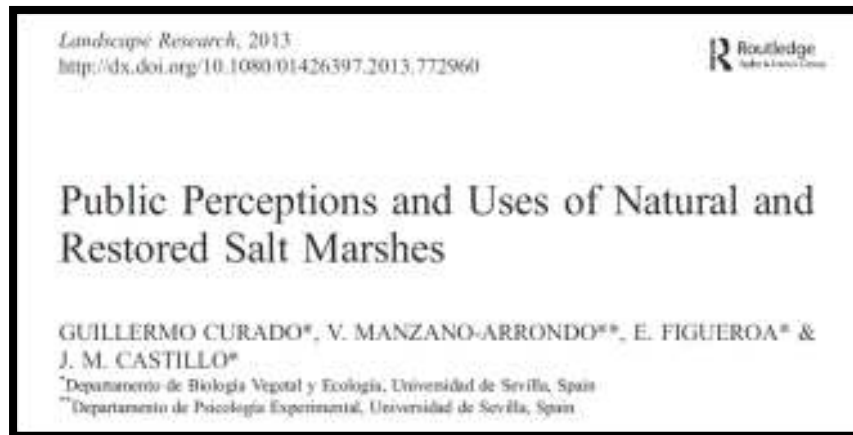 Landscape Research, 2013
http://dx.doi.org/10.1080/01426397.2013.772960
Routledge
Public Perceptions and Uses of Natural and
Restored Salt Marshes
GUILLERMO CURADO*, V. MANZANO-ARRONDO**, E. FIGUEROA* &
J. M. CASTILLO*
*Departamento de Biología Vegetal y Ecología, Universidad de Sevilla, Spain
**Departamento de Psicología Experimental, Universidad de Sevilla, Spain